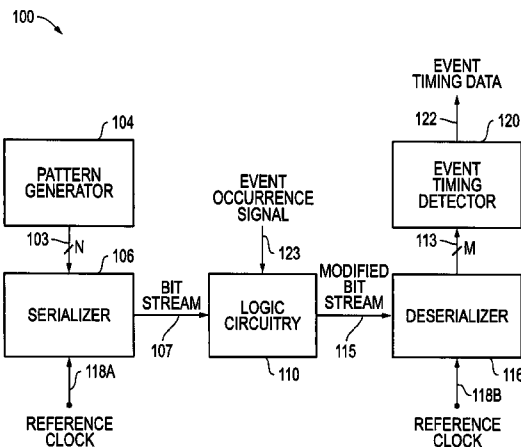 100
104
PATTERN
GENERATOR
103
N
106
SERIALIZER
118A
REFERENCE
CLOCK
BIT
STREAM
107
EVENT
OCCURRENCE
SIGNAL
123
LOGIC
CIRCUITRY
110
MODIFIED
BIT
STREAM
115
EVENT
TIMING DATA
122
120
EVENT
TIMING
DETECTOR
113
M
DESERIALIZER
116
118B
REFERENCE
CLOCK